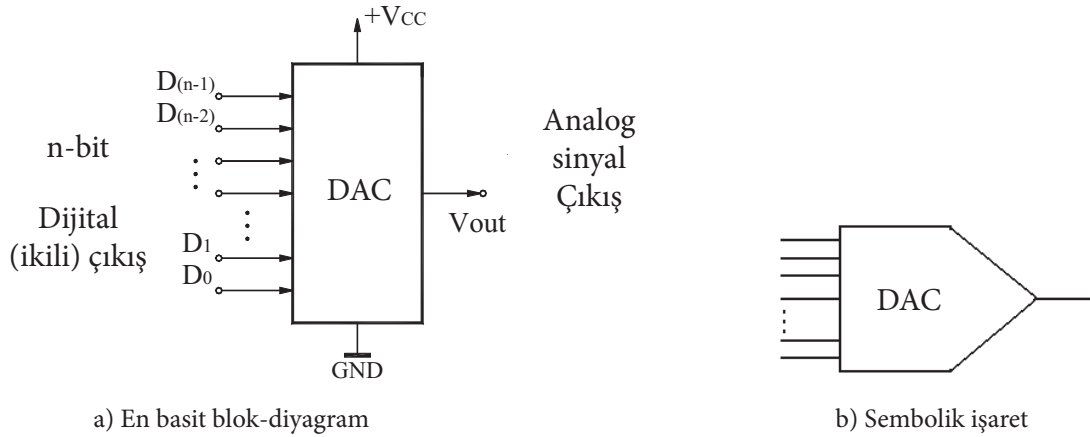 +VCC
D(n-1)
D(n-2)
n-bit
Dijital
(ikili) çıkış
D1
D0
DAC
Vout
GND
Analog
sinyal
Çıkış
a) En basit blok-diyagram
DAC
b) Sembolik işaret